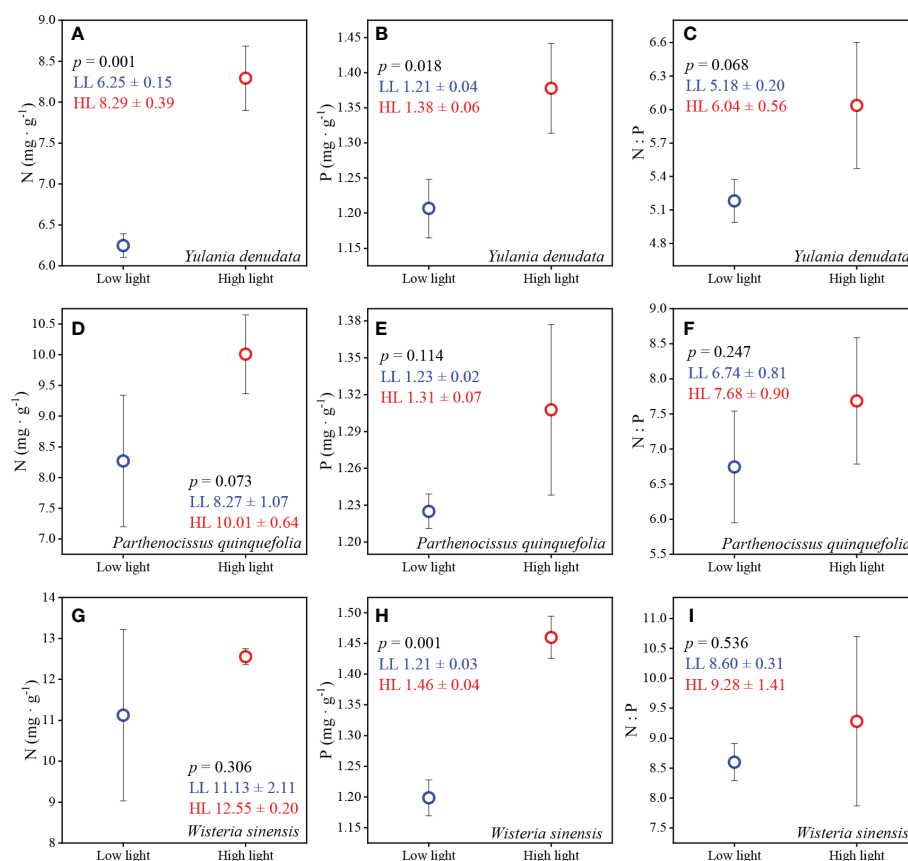 A
p = 0.001
LL 6.25 ± 0.15
HL 8.29 ± 0.39
N (mg · g⁻¹)
9.0
8.5
8.0
7.5
7.0
6.5
6.0
Yulania denudata
Low light
High light
B
p = 0.018
LL 1.21 ± 0.04
HL 1.38 ± 0.06
P (mg · g⁻¹)
1.45
1.40
1.35
1.30
1.25
1.20
1.15
Yulania denudata
Low light
High light
C
p = 0.068
LL 5.18 ± 0.20
HL 6.04 ± 0.56
N : P
6.6
6.3
6.0
5.7
5.4
5.1
4.8
Yulania denudata
Low light
High light
D
p = 0.073
LL 8.27 ± 1.07
HL 10.01 ± 0.64
N (mg · g⁻¹)
10.5
10.0
9.5
9.0
8.5
8.0
7.5
7.0
Parthenocissus quinquefolia
Low light
High light
E
p = 0.114
LL 1.23 ± 0.02
HL 1.31 ± 0.07
P (mg · g⁻¹)
1.38
1.35
1.32
1.29
1.26
1.23
1.20
Parthenocissus quinquefolia
Low light
High light
F
p = 0.247
LL 6.74 ± 0.81
HL 7.68 ± 0.90
N : P
9.0
8.5
8.0
7.5
7.0
6.5
6.0
5.5
Parthenocissus quinquefolia
Low light
High light
G
p = 0.306
LL 11.13 ± 2.11
HL 12.55 ± 0.20
N (mg · g⁻¹)
14
13
12
11
10
9
8
Wisteria sinensis
Low light
High light
H
p = 0.001
LL 1.21 ± 0.03
HL 1.46 ± 0.04
P (mg · g⁻¹)
1.50
1.45
1.40
1.35
1.30
1.25
1.20
1.15
Wisteria sinensis
Low light
High light
I
p = 0.536
LL 8.60 ± 0.31
HL 9.28 ± 1.41
N : P
11.0
10.5
10.0
9.5
9.0
8.5
8.0
7.5
Wisteria sinensis
Low light
High light